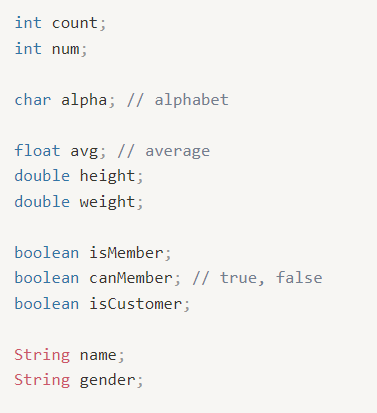 int count;
int num;
char alpha; // alphabet
float avg; // average
double height;
double weight;
boolean isMember;
boolean canMember; // true, false
boolean isCustomer;
String name;
String gender;